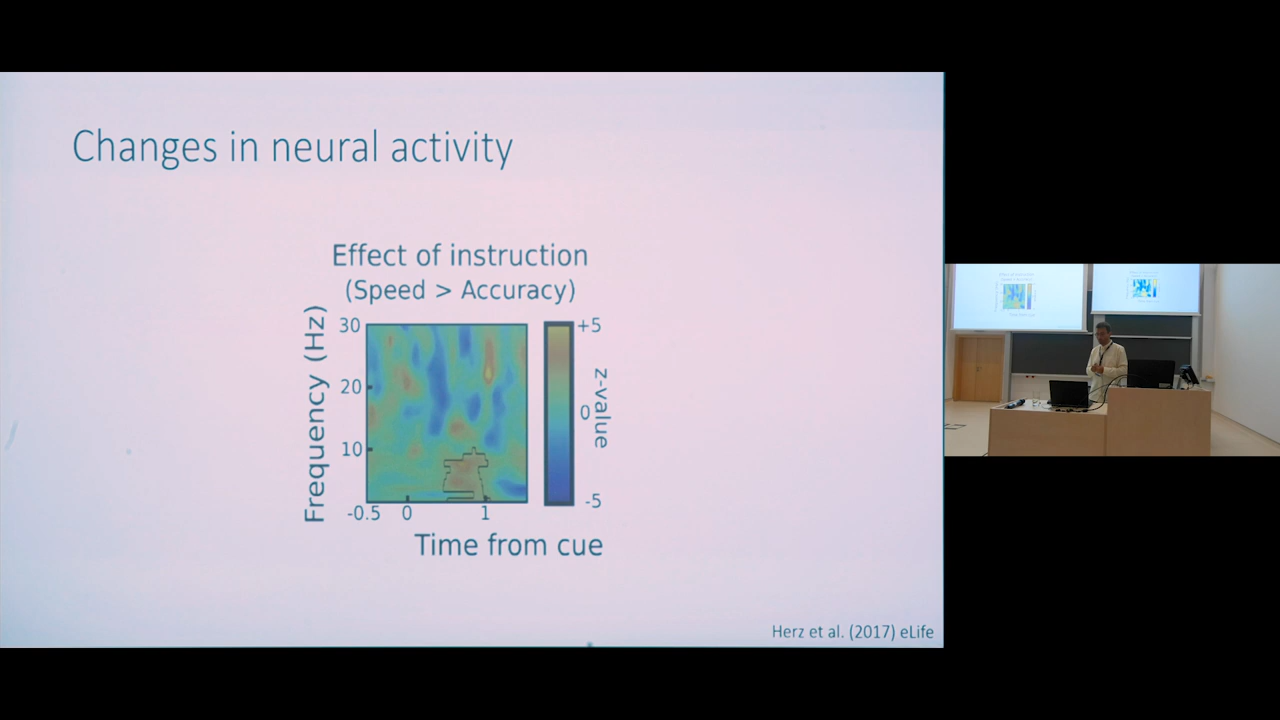 Changes in neural activity
Effect of instruction
(Speed > Accuracy)
Frequency (Hz)
30
20
10
-0.5
0
1
Time from cue
+5
0
-5
z-value
Herz et al. (2017) eLife